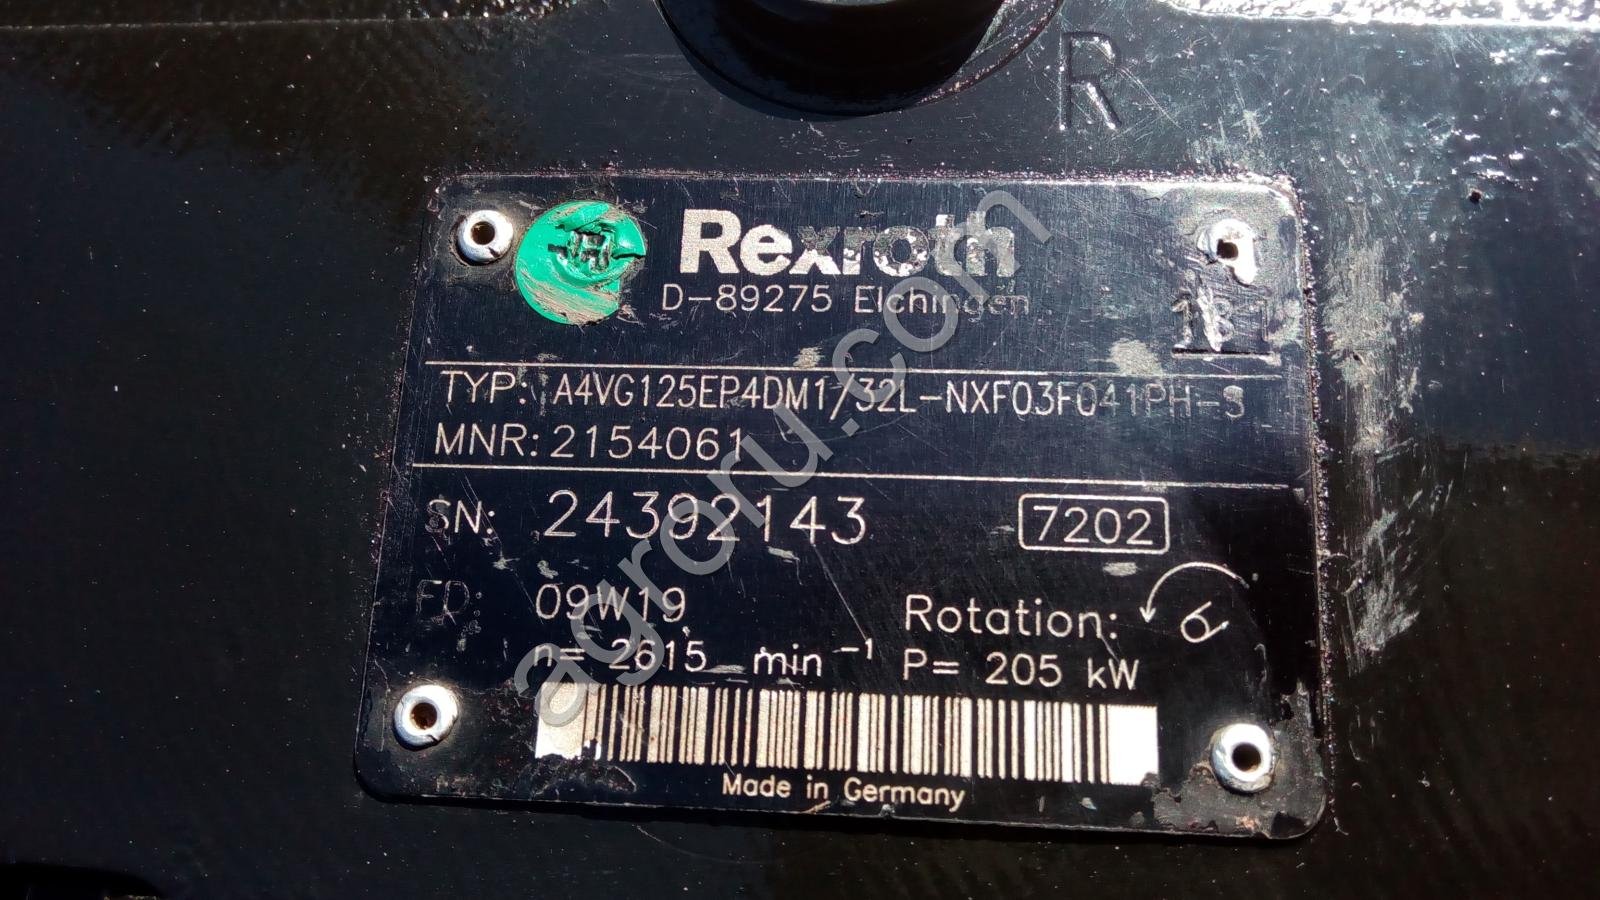 R
Rexroth
D-89275 Elchingen
131
TYP: A4VG125EP4DM1/32L-NXF03F041PH-S
MNR: 2154061
SN: 24392143 7202
FD: 09W19 Rotation:
n= 2615 min⁻¹ P= 205 kW
Made in Germany
agroru.com